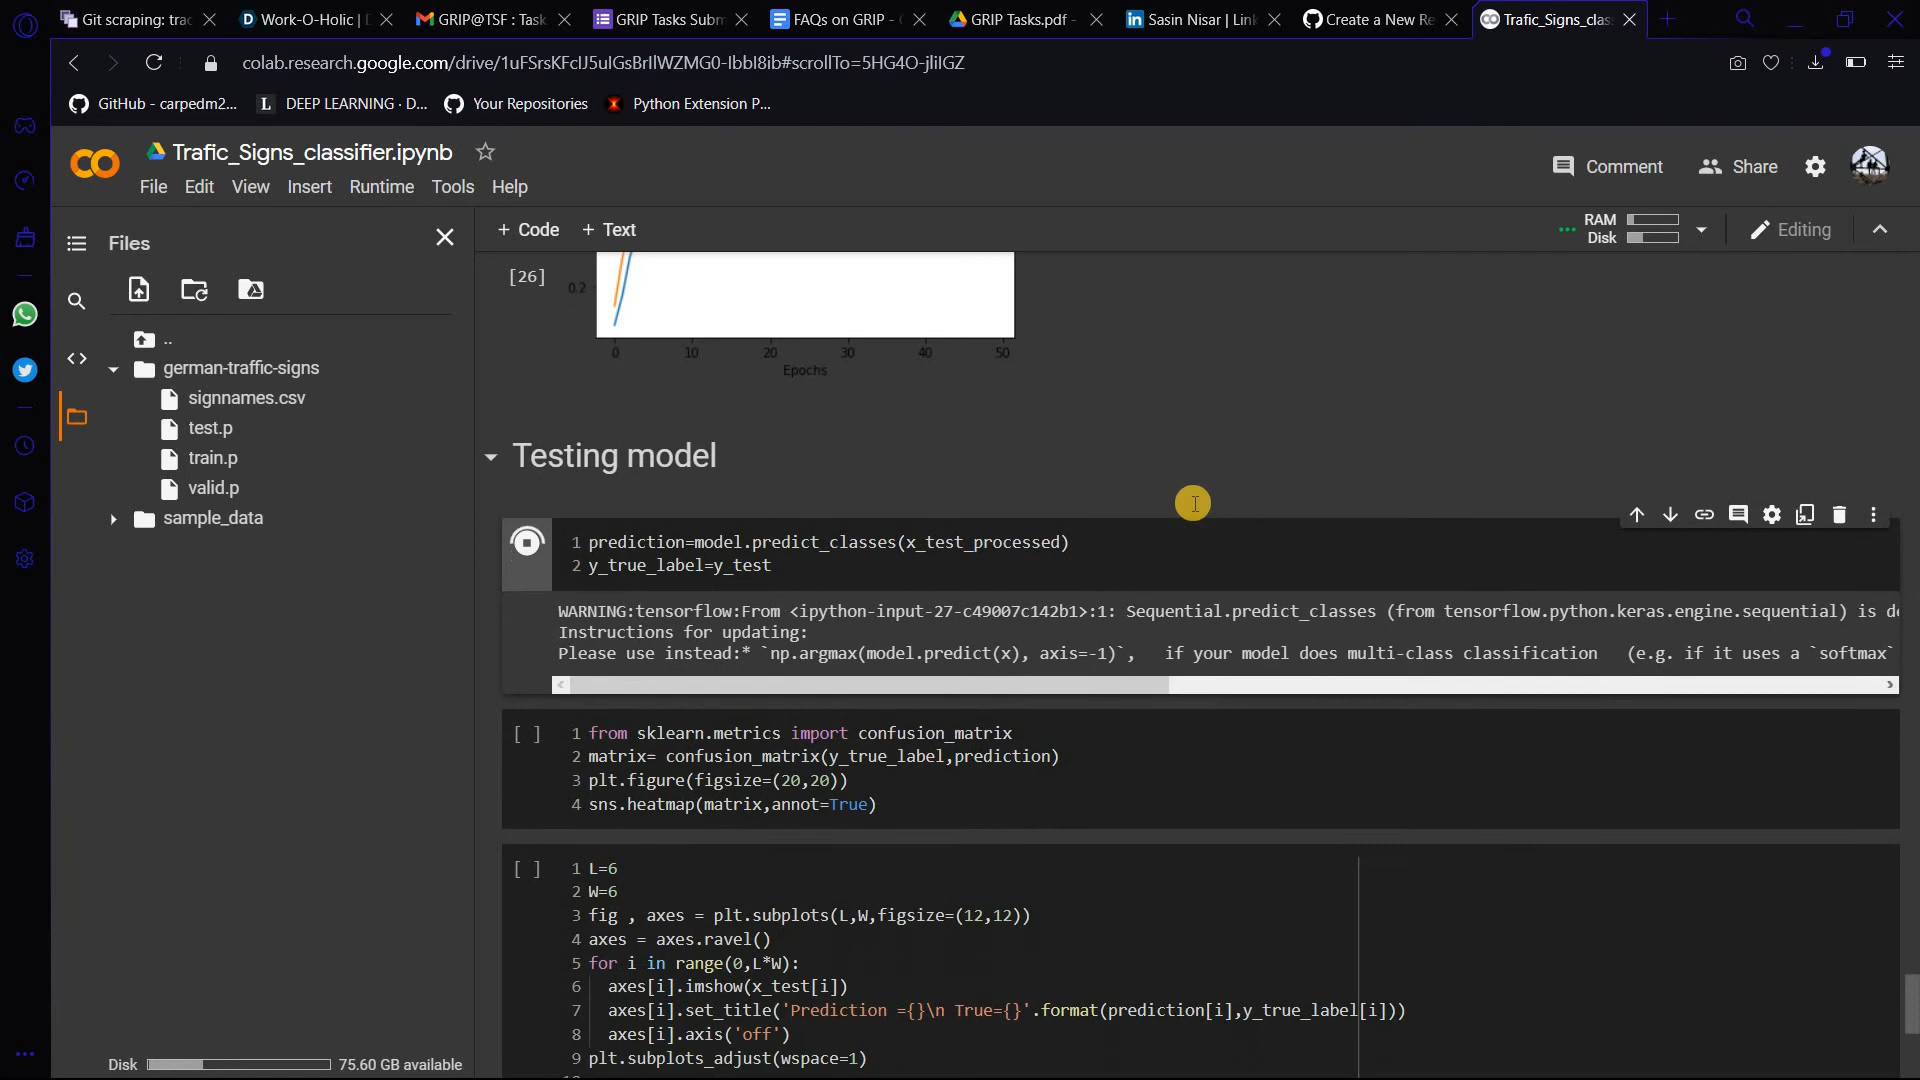 Git scraping: trac
Work-O-Holic | D
GRIP@TSF : Task
GRIP Tasks Subm
FAQs on GRIP - G
GRIP Tasks.pdf -
Sasin Nisar | Link
Create a New Re
Trafic_Signs_clas
colab.research.google.com/drive/
GitHub - carpedm2...
DEEP LEARNING · D...
Your Repositories
Python Extension P...
Trafic_Signs_classifier.ipynb
Comment
Share
File Edit View Insert Runtime Tools Help
Files
+ Code + Text
RAM
Disk
Editing
[26]
0.2
0 10 20 30 40 50
Epochs
..
german-traffic-signs
signnames.csv
test.p
train.p
valid.p
sample_data
Testing model
1 prediction=model.predict_classes(x_test_processed)
2 y_true_label=y_test
WARNING:tensorflow:From <ipython-input-27-c49007c142b1>:1: Sequential.predict_classes (from tensorflow.python.keras.engine.sequential) is de
Instructions for updating:
Please use instead:* `np.argmax(model.predict(x), axis=-1)`, if your model does multi-class classification (e.g. if it uses a `softmax`
[ ]
1 from sklearn.metrics import confusion_matrix
2 matrix= confusion_matrix(y_true_label,prediction)
3 plt.figure(figsize=(20,20))
4 sns.heatmap(matrix,annot=True)
[ ]
1 L=6
2 W=6
3 fig , axes = plt.subplots(L,W,figsize=(12,12))
4 axes = axes.ravel()
5 for i in range(0,L*W):
6 axes[i].imshow(x_test[i])
7 axes[i].set_title('Prediction ={}\n True={}'.format(prediction[i],y_true_label[i]))
8 axes[i].axis('off')
9 plt.subplots_adjust(wspace=1)
Disk
75.60 GB available